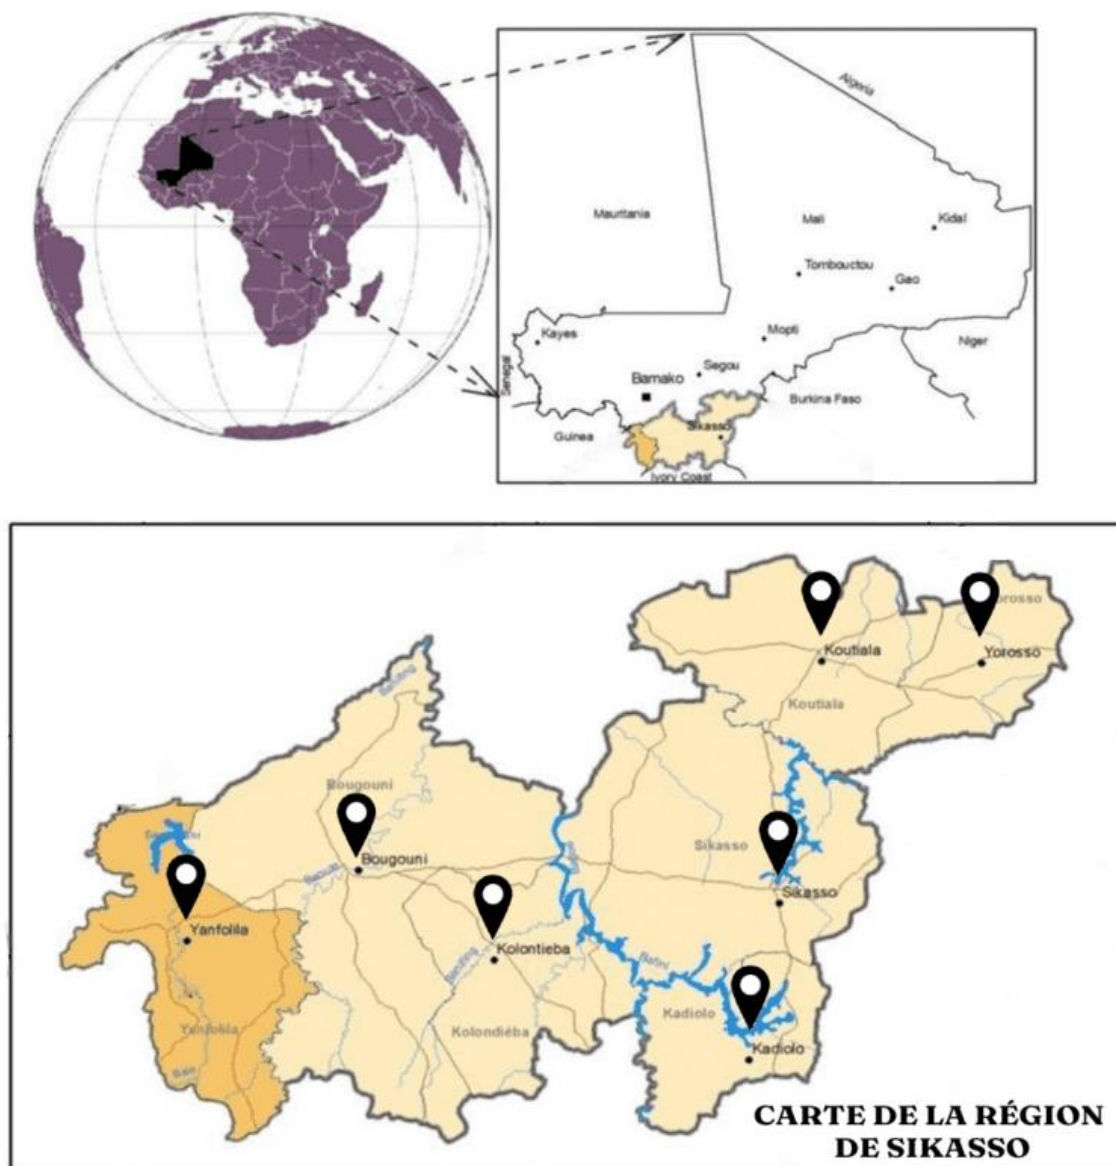 Algeria
Mauritania
Mali
Kidal
Tombouctou
Gao
Kayes
Mopti
Niger
Senegal
Segou
Bamako
Burkina Faso
Guinea
Sikasso
Ivory Coast
Koutiala
Yorosso
Koutiala
Bougouni
Bougouni
Sikasso
Sikasso
Yanfolila
Kolontieba
Kadiolo
Yanfolila
Kolondiéba
Kadiolo
CARTE DE LA RÉGION
DE SIKASSO